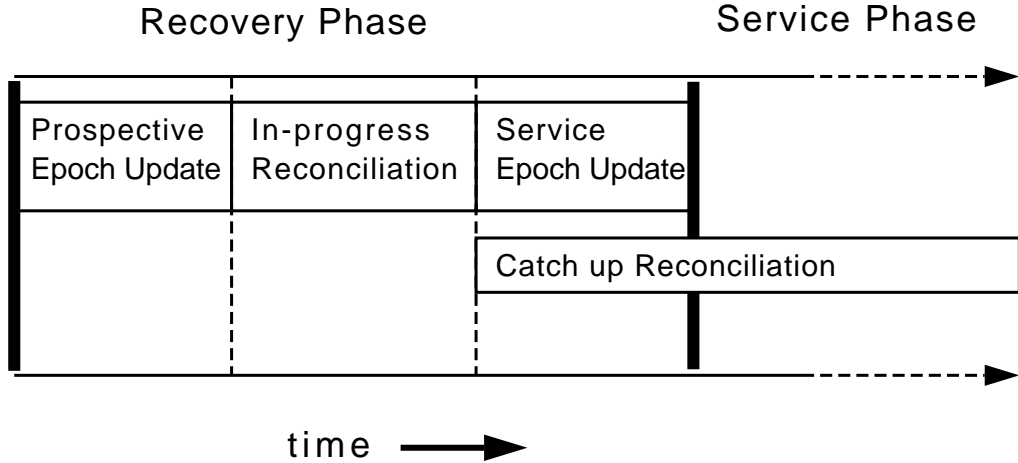 Recovery Phase
Service Phase
Prospective
Epoch Update
In-progress
Reconciliation
Service
Epoch Update
Catch up Reconciliation
time